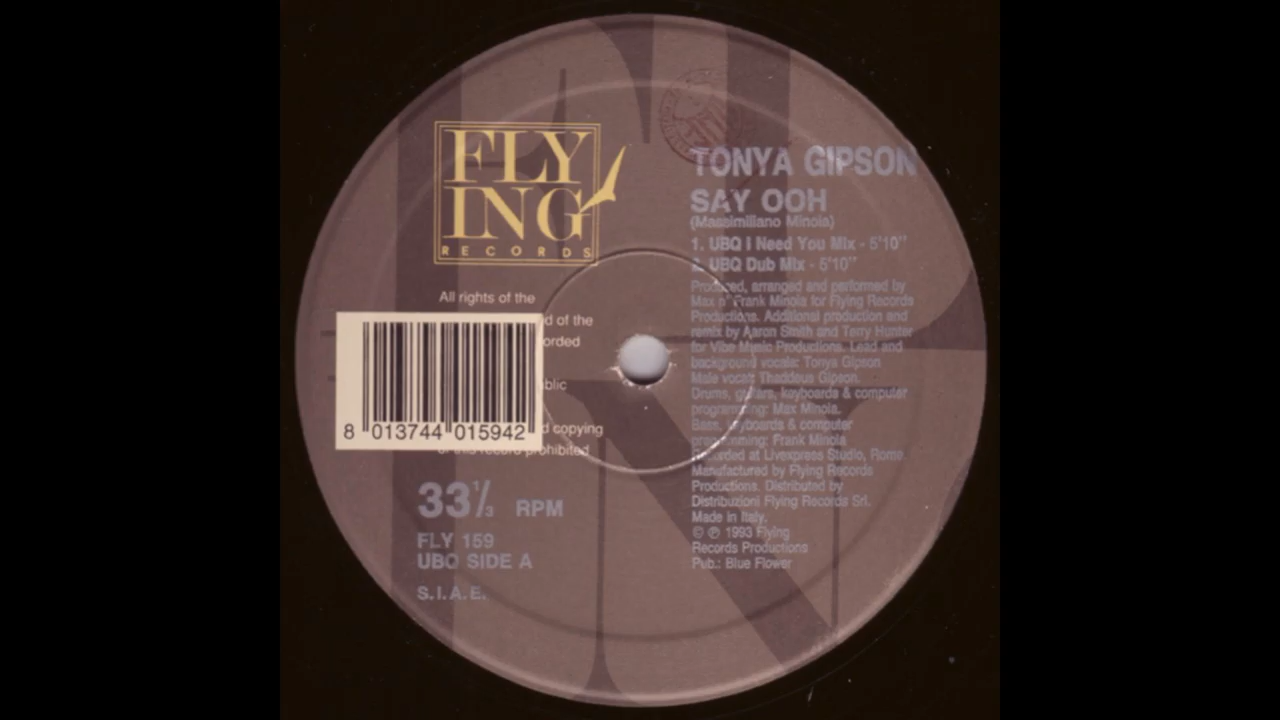 FLY
ING
RECORDS
All rights of the
d of the
orded
blic
d copying
of this record prohibited
8 013744 015942
33⅓ RPM
FLY 159
UBQ SIDE A
S.I.A.E.
TONYA GIPSON
SAY OOH
(Massimiliano Minoia)
1. UBQ I Need You Mix - 5'10"
2. UBQ Dub Mix - 5'10"
Produced, arranged and performed by
Max n' Frank Minoia for Flying Records
Productions. Additional production and
remix by Aaron Smith and Terry Hunter
for Vibe Music Productions. Lead and
background vocals: Tonya Gipson
Male vocal: Thaddeus Gipson.
Drums, guitars, keyboards & computer
programming: Max Minoia.
Bass, keyboards & computer
programming: Frank Minoia
Recorded at Livexpress Studio, Rome.
Manufactured by Flying Records
Productions. Distributed by
Distribuzioni Flying Records Srl.
Made in Italy.
© ℗ 1993 Flying
Records Productions
Pub.: Blue Flower